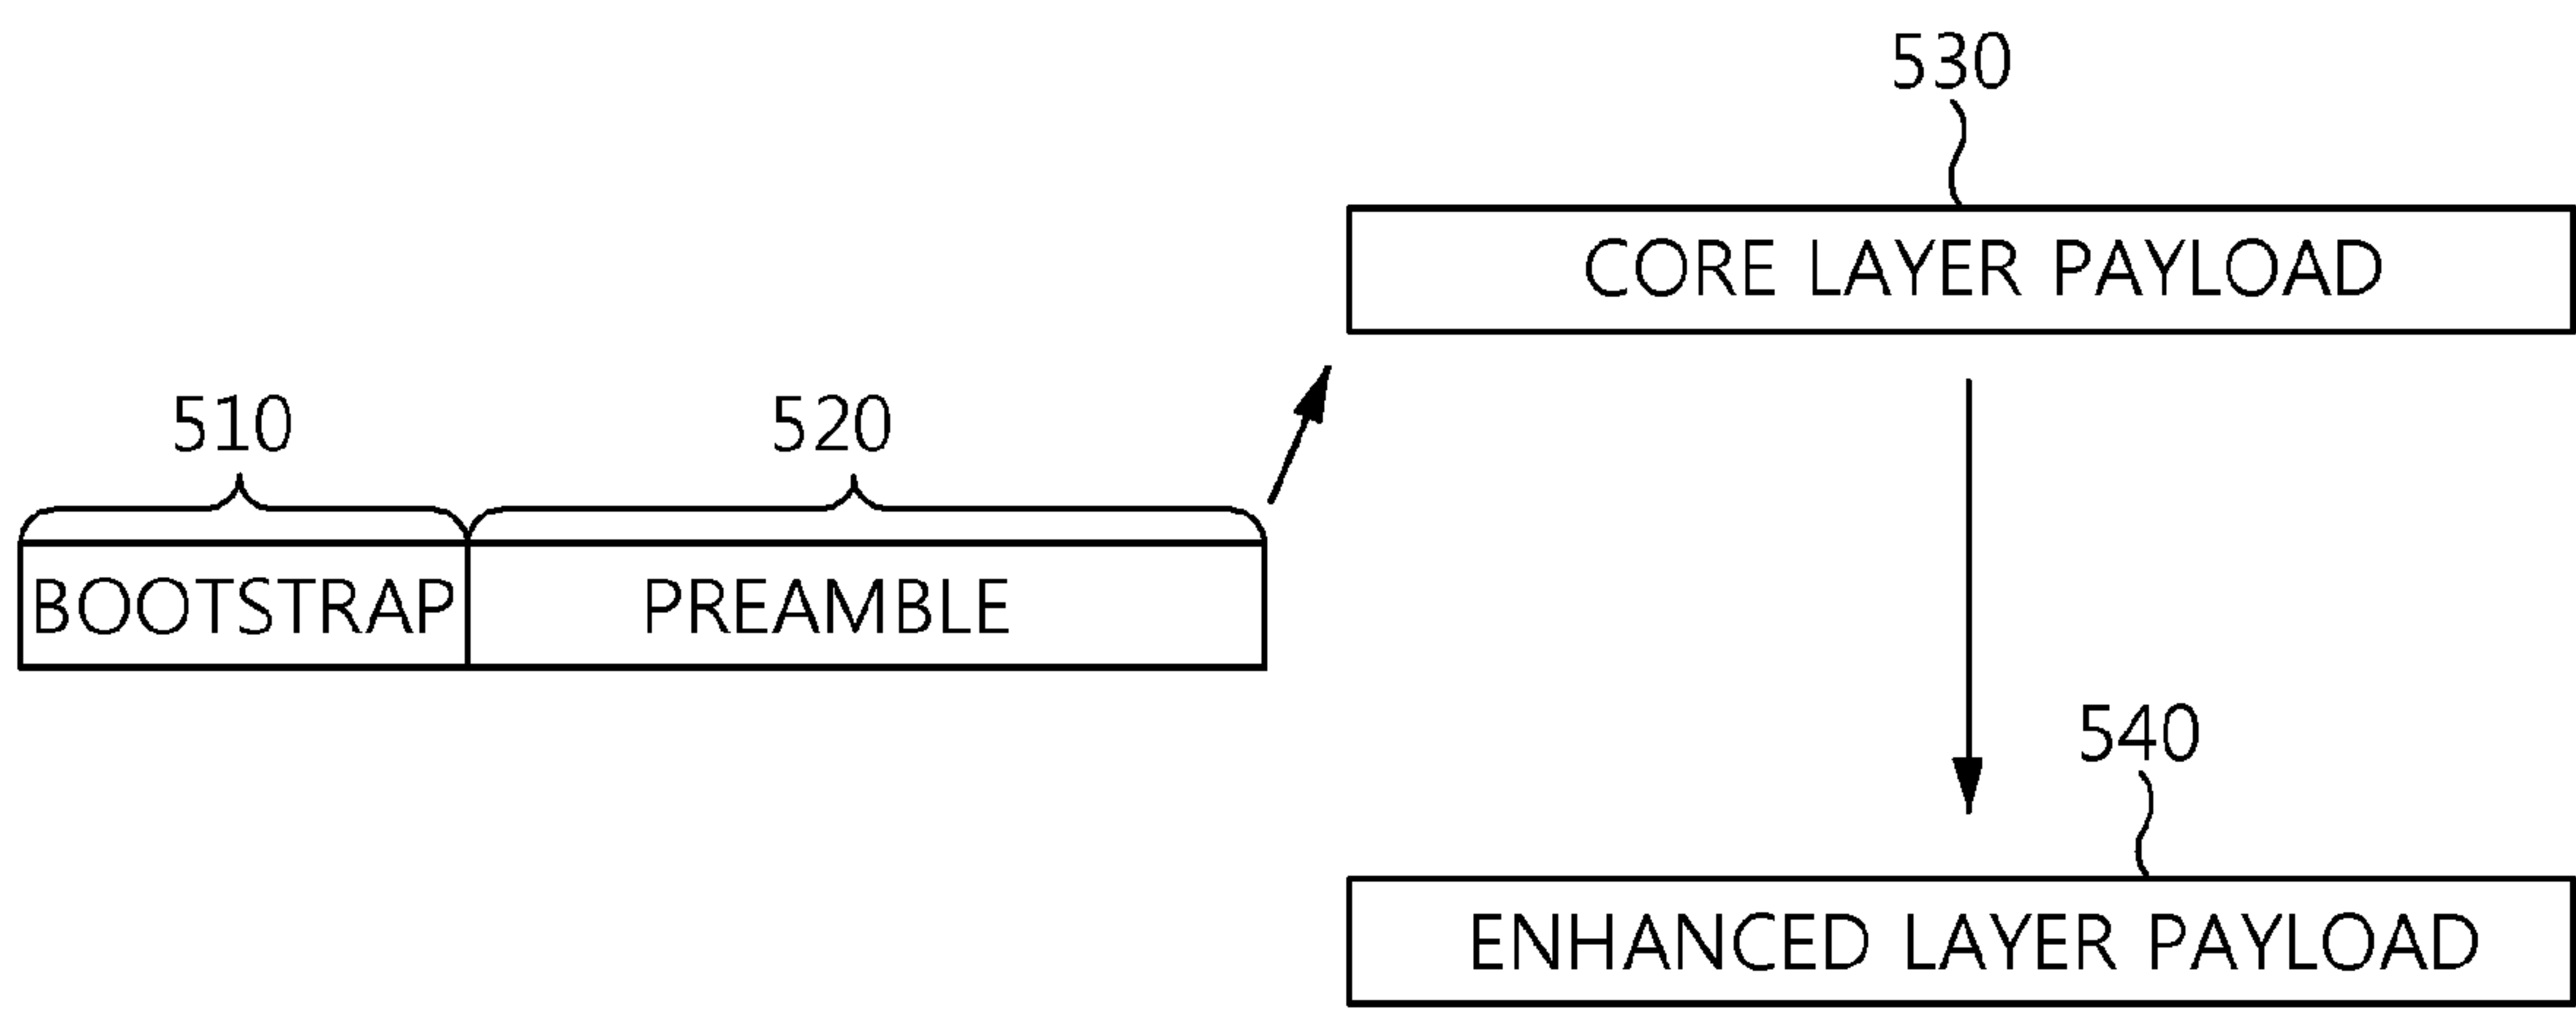 530
CORE LAYER PAYLOAD
510
520
BOOTSTRAP
PREAMBLE
540
ENHANCED LAYER PAYLOAD